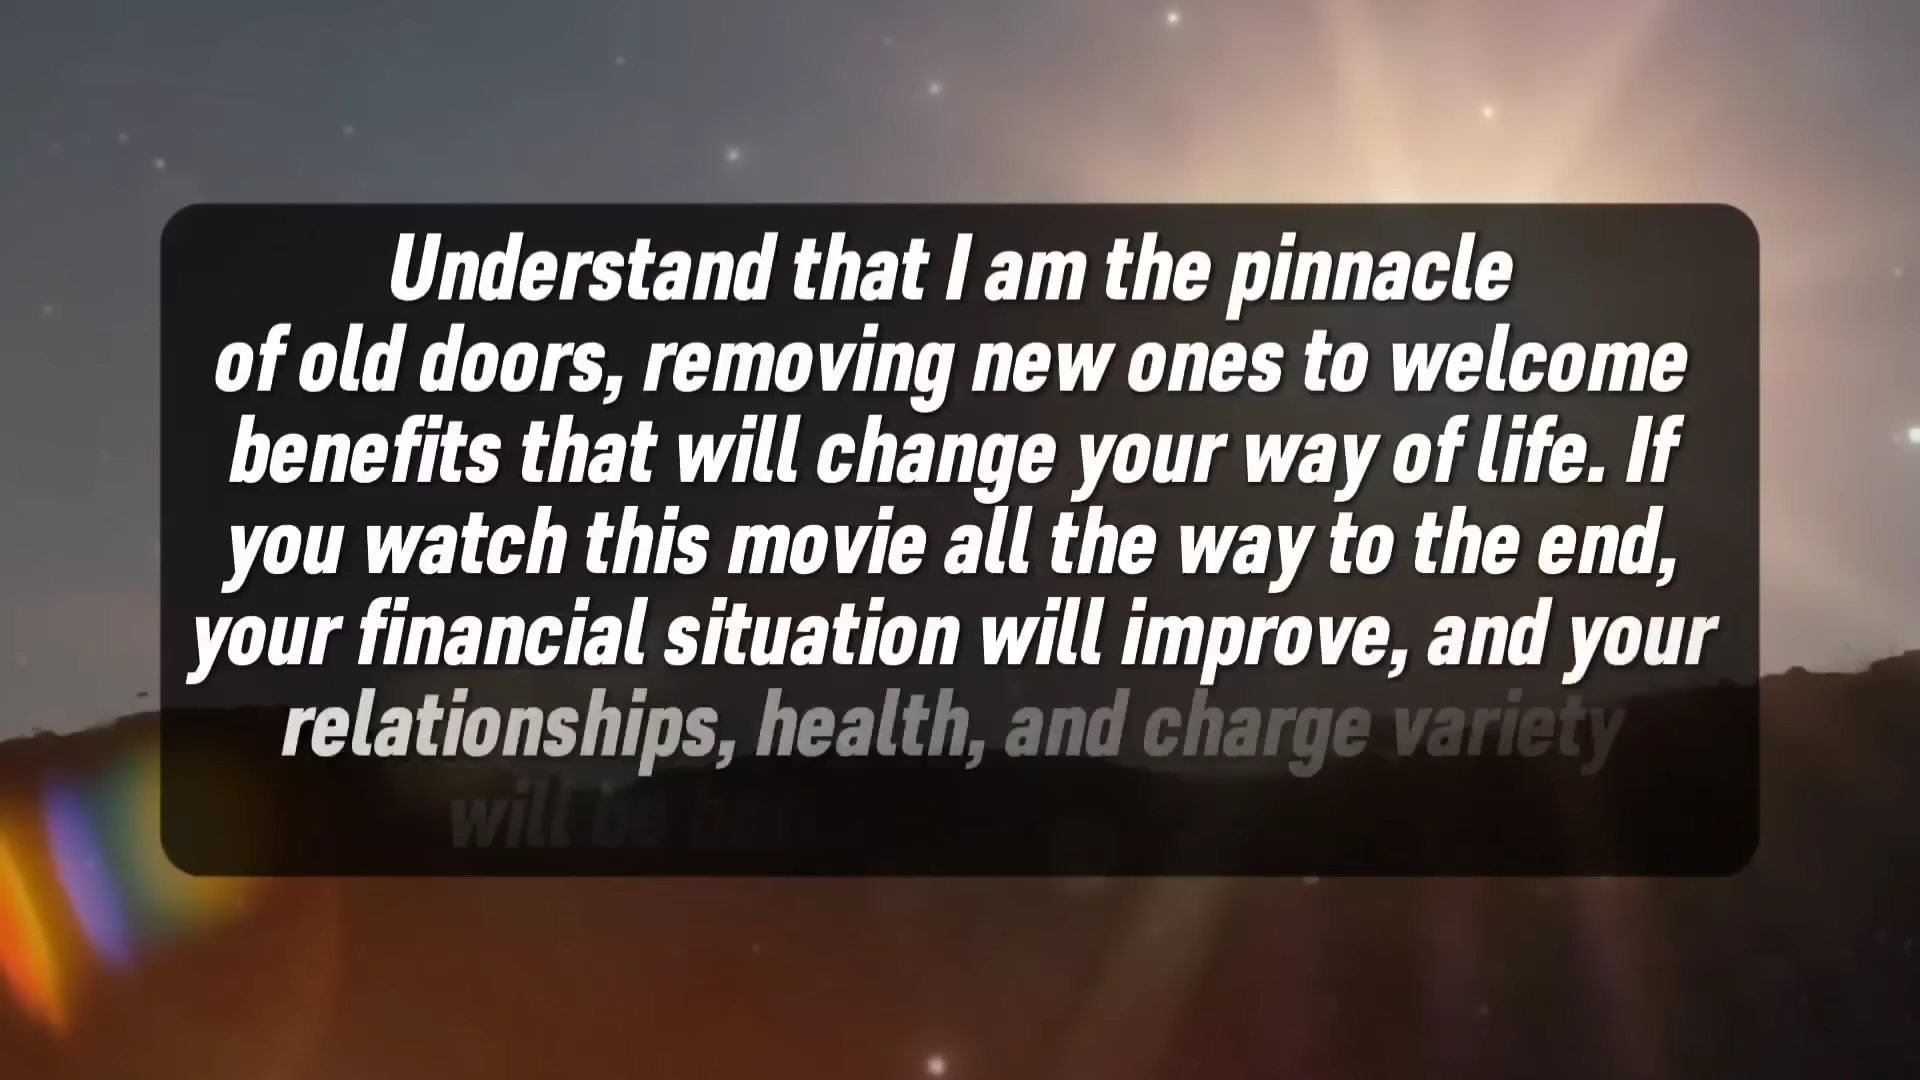 Understand that I am the pinnacle
of old doors, removing new ones to welcome
benefits that will change your way of life. If
you watch this movie all the way to the end,
your financial situation will improve, and your
relationships, health, and charge variety
will be